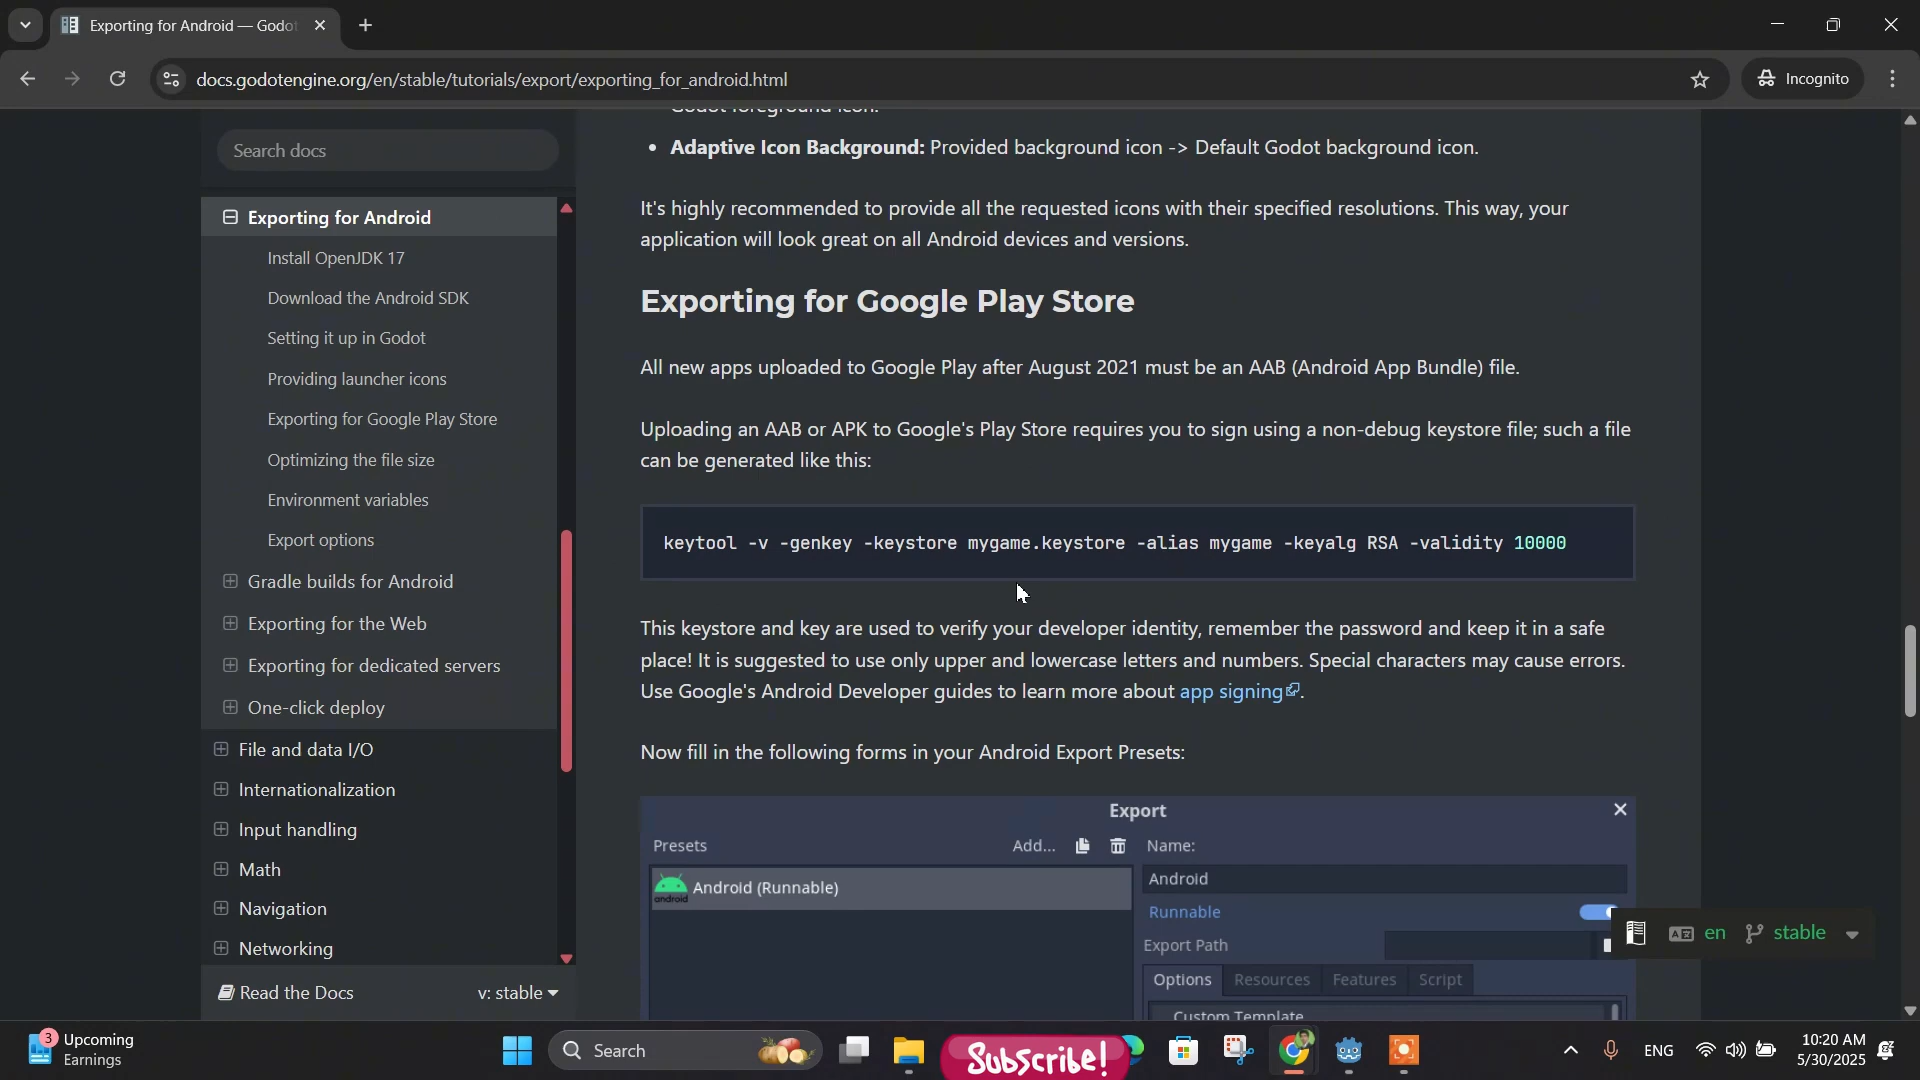 Exporting for Android — Godot
docs.godotengine.org/en/stable/tutorials/export/exporting_for_android.html
Incognito
Search docs
Exporting for Android
Install OpenJDK 17
Download the Android SDK
Setting it up in Godot
Providing launcher icons
Exporting for Google Play Store
Optimizing the file size
Environment variables
Export options
Gradle builds for Android
Exporting for the Web
Exporting for dedicated servers
One-click deploy
File and data I/O
Internationalization
Input handling
Math
Navigation
Networking
Read the Docs
v: stable
Godot foreground icon.
Adaptive Icon Background: Provided background icon -> Default Godot background icon.
It's highly recommended to provide all the requested icons with their specified resolutions. This way, your
application will look great on all Android devices and versions.
Exporting for Google Play Store
All new apps uploaded to Google Play after August 2021 must be an AAB (Android App Bundle) file.
Uploading an AAB or APK to Google's Play Store requires you to sign using a non-debug keystore file; such a file
can be generated like this:
keytool -v -genkey -keystore mygame.keystore -alias mygame -keyalg RSA -validity 10000
This keystore and key are used to verify your developer identity, remember the password and keep it in a safe
place! It is suggested to use only upper and lowercase letters and numbers. Special characters may cause errors.
Use Google's Android Developer guides to learn more about app signing.
Now fill in the following forms in your Android Export Presets:
Export
Presets
Add...
Name:
Android (Runnable)
android
Android
Runnable
Export Path
Options
Resources
Features
Script
Custom Template
en
stable
3
Upcoming
Earnings
Search
Subscribe!
ENG
10:20 AM
5/30/2025